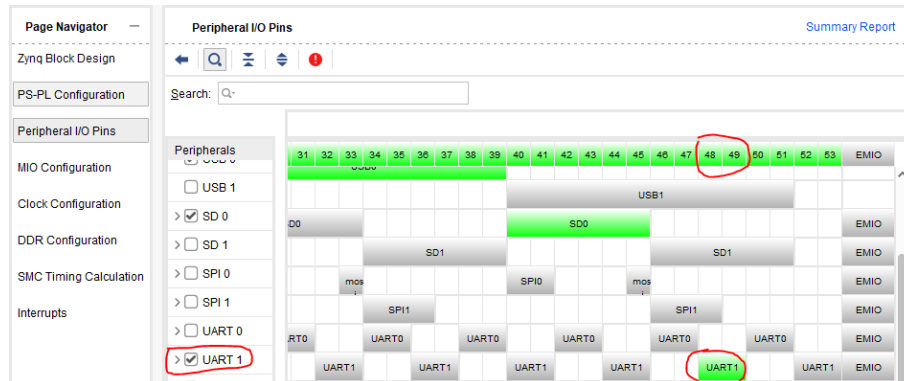 Page Navigator
Peripheral I/O Pins
Summary Report
Zynq Block Design
PS-PL Configuration
Search: Q-
Peripheral I/O Pins
Peripherals
31 32 33 34 35 36 37 38 39 40 41 42 43 44 45 46 47 48 49 50 51 52 53 EMIO
MIO Configuration
USB 1
USB1
Clock Configuration
SD 0
SD0
EMIO
DDR Configuration
SD 1
SD1
SD1
EMIO
SMC Timing Calculation
SPI 0
mos
SPI0
mos
EMIO
Interrupts
SPI 1
SPI1
SPI1
EMIO
UART 0
RT0 UART0 UART0 UART0 UART0 UART0 EMIO
UART 1
UART1 UART1 UART1 UART1 UART1 UART1 EMIO